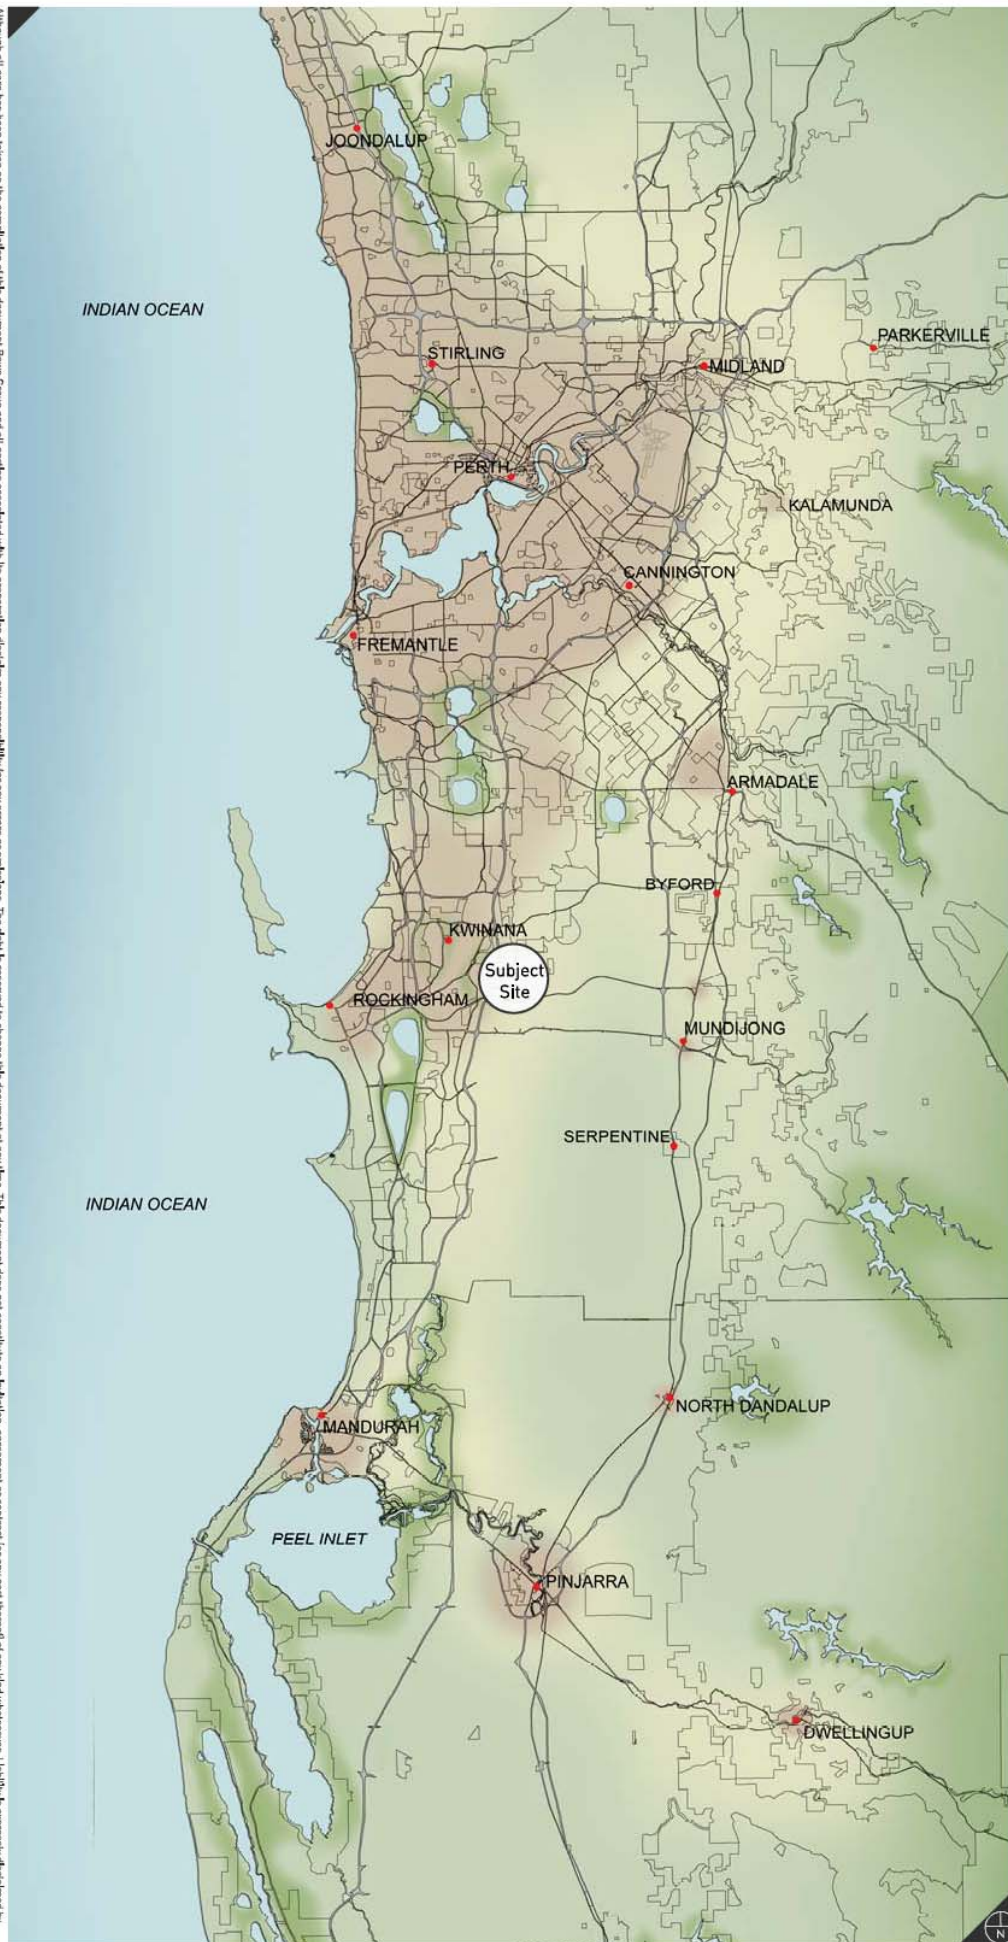 JOONDALUP
INDIAN OCEAN
PARKERVILLE
STIRLING
MIDLAND
PERTH
KALAMUNDA
CANNINGTON
FREMANTLE
ARMADALE
BYFORD
KWINANA
Subject
Site
ROCKINGHAM
MUNDIJONG
SERPENTINE
INDIAN OCEAN
NORTH DANDALUP
MANDURAH
PEEL INLET
PINJARRA
DWELLINGUP
N